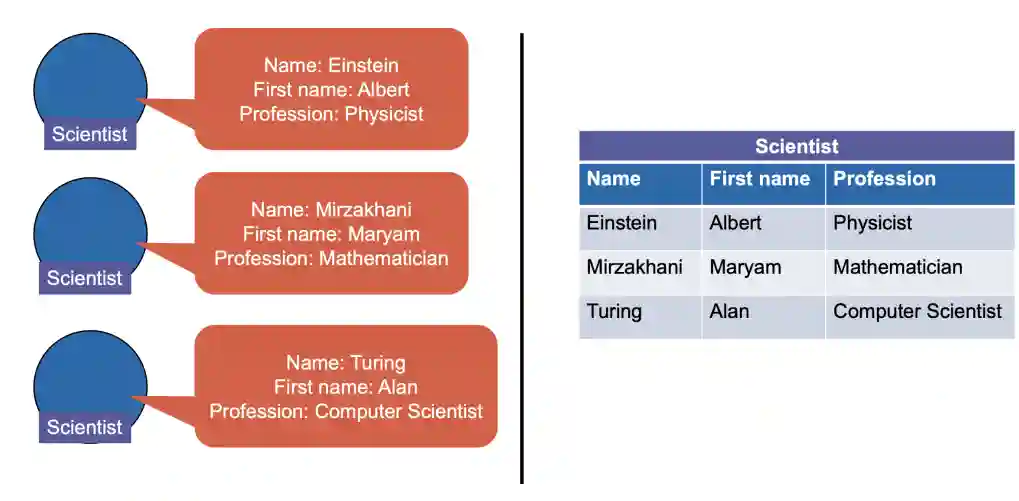 Name: Einstein
First name: Albert
Profession: Physicist
Scientist
Name: Mirzakhani
First name: Maryam
Profession: Mathematician
Scientist
Name: Turing
First name: Alan
Profession: Computer Scientist
Scientist
Scientist
Name First name Profession
Einstein Albert Physicist
Mirzakhani Maryam Mathematician
Turing Alan Computer Scientist